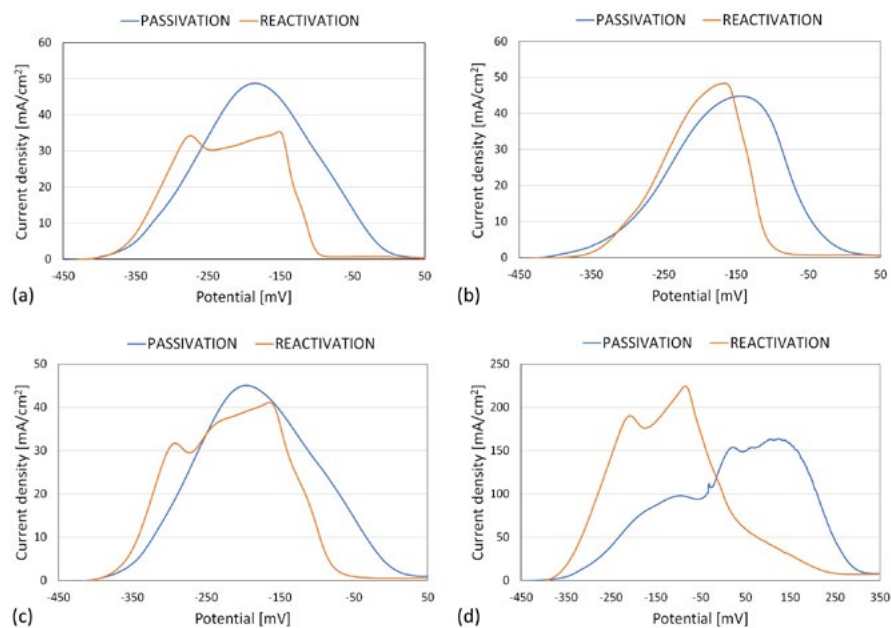 PASSIVATION REACTIVATION
60
50
40
30
20
10
0
Current density [mA/cm²]
-450 -350 -250 -150 -50 50
Potential [mV]
(a)
PASSIVATION REACTIVATION
60
50
40
30
20
10
0
Current density [mA/cm²]
-450 -350 -250 -150 -50 50
Potential [mV]
(b)
PASSIVATION REACTIVATION
50
40
30
20
10
0
Current density [mA/cm²]
-450 -350 -250 -150 -50 50
Potential [mV]
(c)
PASSIVATION REACTIVATION
250
200
150
100
50
0
Current density [mA/cm²]
-450 -350 -250 -150 -50 50 150 250 350
Potential [mV]
(d)